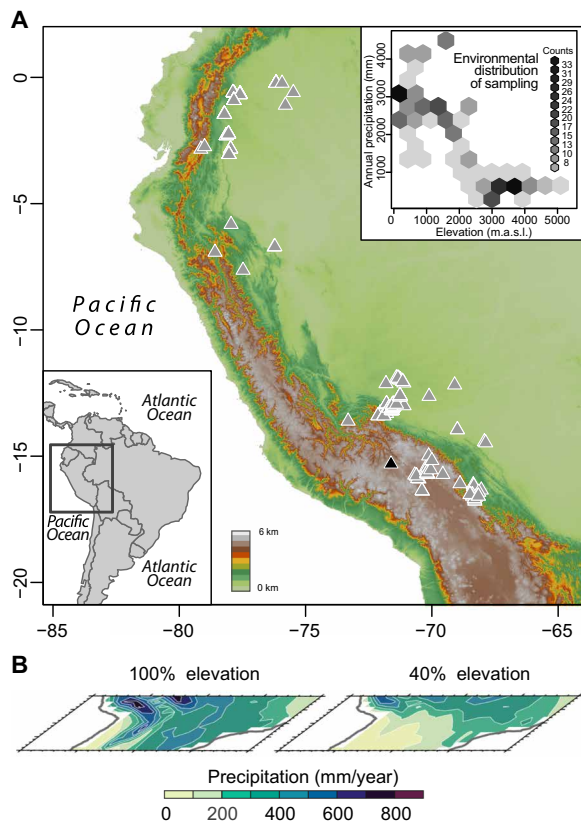 A
0
−5
−10
−15
−20
−85
−80
−75
−70
−65
Pacific
Ocean
Environmental
distribution
of sampling
Counts
33
31
29
26
24
22
20
17
15
13
10
8
Annual precipitation (mm)
1000
2000
3000
4000
0
1000
2000
3000
4000
5000
Elevation (m.a.s.l.)
Atlantic
Ocean
Pacific
Ocean
Atlantic
Ocean
6 km
0 km
B
100% elevation
40% elevation
Precipitation (mm/year)
0 200 400 600 800